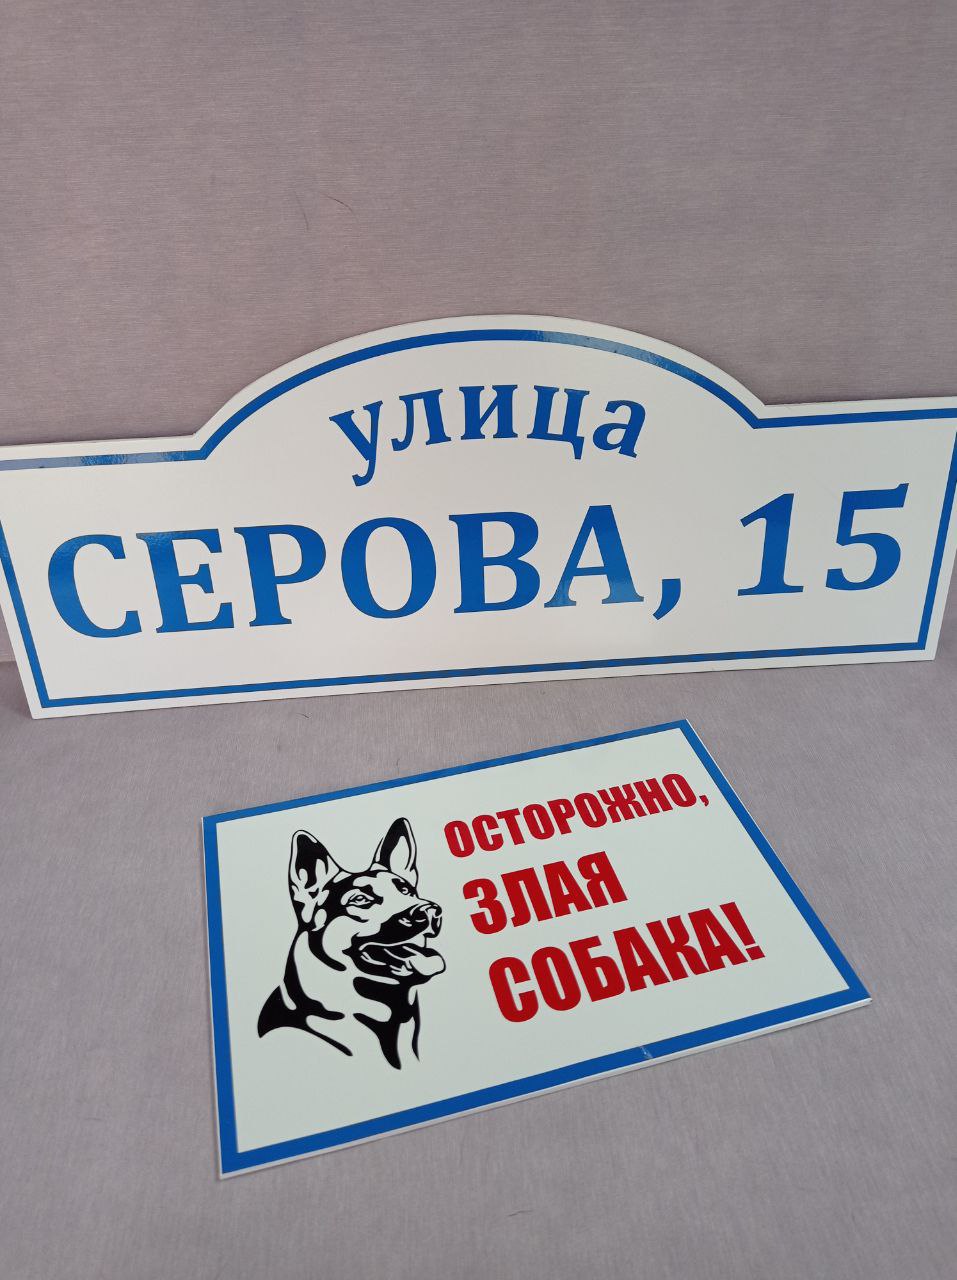 улица
СЕРОВА, 15
ОСТОРОЖНО,
ЗЛАЯ
СОБАКА!